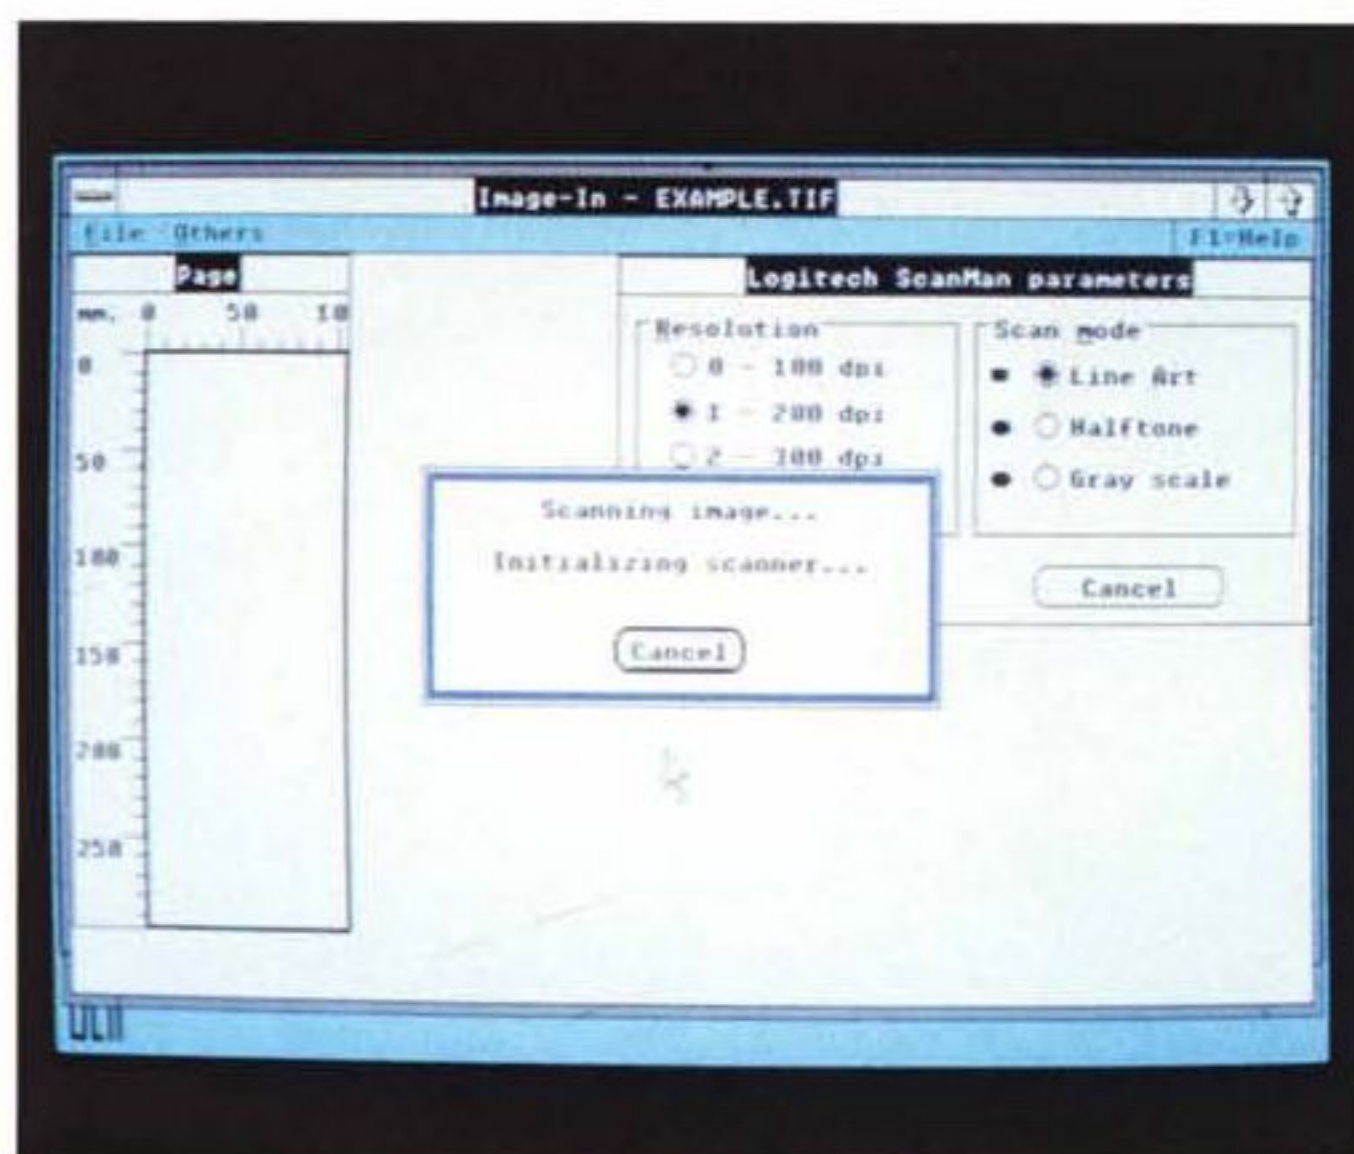 Image-In - EXAMPLE.TIF
File Others F1=Help
Page
mm. 0 50 10
0
50
100
150
200
250
Logitech ScanMan parameters
Resolution
0 - 100 dpi
1 - 200 dpi
2 - 300 dpi
Scan mode
Line Art
Halftone
Gray scale
Cancel
Scanning image...
Initializing scanner...
Cancel